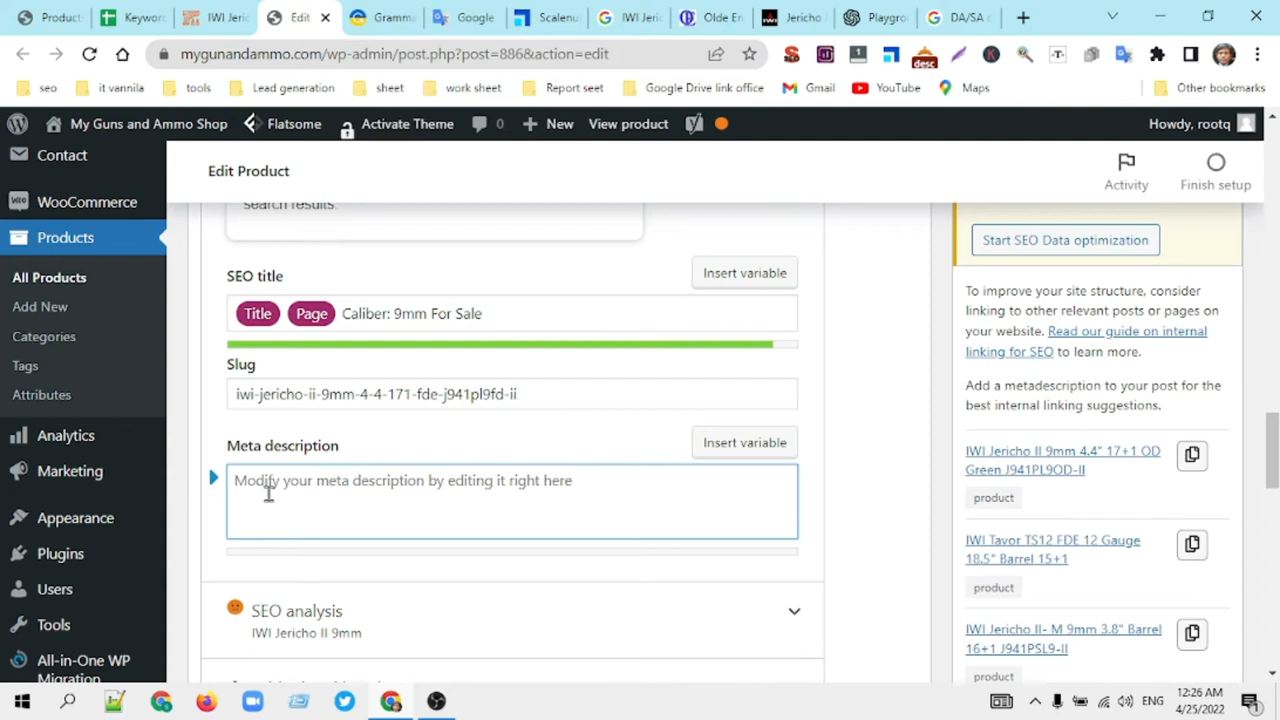 Product
Keyword
IWI Jeric
Edit
Gramma
Google
Scalenu
IWI Jeric
Olde En
Jericho
Playgro
DA/SA
mygunandammo.com/wp-admin/post.php?post=886&action=edit
seo
it vannila
tools
Lead generation
sheet
work sheet
Report seet
Google Drive link office
Gmail
YouTube
Maps
Other bookmarks
My Guns and Ammo Shop
Flatsome
Activate Theme
0
New
View product
Howdy, rootq
Contact
WooCommerce
Products
All Products
Add New
Categories
Tags
Attributes
Analytics
Marketing
Appearance
Plugins
Users
Tools
All-in-One WP
Migration
Edit Product
Activity
Finish setup
search results.
SEO title
Insert variable
Title Page Caliber: 9mm For Sale
Slug
iwi-jericho-ii-9mm-4-4-171-fde-j941pl9fd-ii
Meta description
Insert variable
Modify your meta description by editing it right here
SEO analysis
IWI Jericho II 9mm
Start SEO Data optimization
To improve your site structure, consider
linking to other relevant posts or pages on
your website. Read our guide on internal
linking for SEO to learn more.
Add a metadescription to your post for the
best internal linking suggestions.
IWI Jericho II 9mm 4.4" 17+1 OD
Green J941PL9OD-II
product
IWI Tavor TS12 FDE 12 Gauge
18.5" Barrel 15+1
product
IWI Jericho II- M 9mm 3.8" Barrel
16+1 J941PSL9-II
product
ENG
12:26 AM
4/25/2022